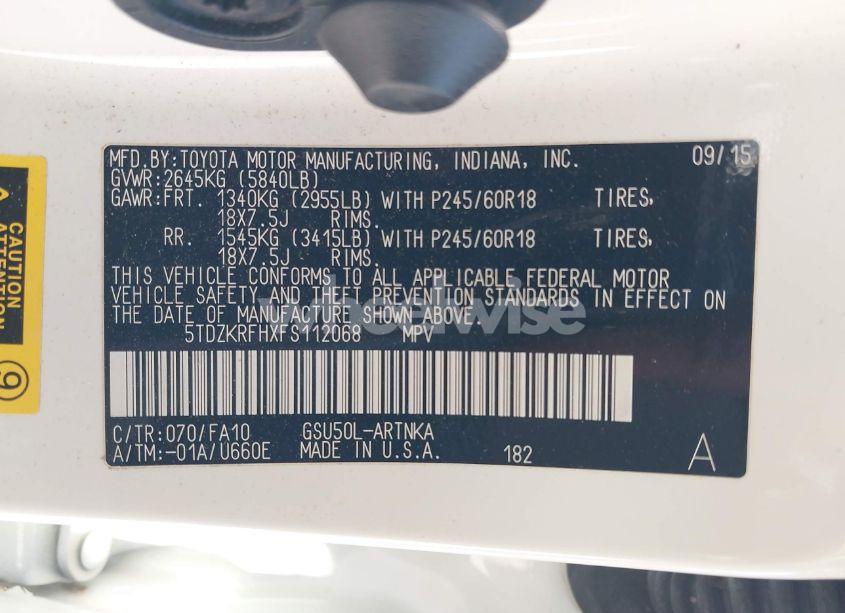 MFD.BY:TOYOTA MOTOR MANUFACTURING, INDIANA, INC. 09/15
GVWR:2645KG (5840LB)
GAWR:FRT. 1340KG (2955LB) WITH P245/60R18 TIRES,
18X7.5J RIMS.
RR. 1545KG (3415LB) WITH P245/60R18 TIRES,
18X7.5J RIMS.
THIS VEHICLE CONFORMS TO ALL APPLICABLE FEDERAL MOTOR
VEHICLE SAFETY AND THEFT PREVENTION STANDARDS IN EFFECT ON
THE DATE OF MANUFACTURE SHOWN ABOVE.
5TDZKRFHXFS112068 MPV
C/TR:070/FA10 GSU50L-ARTNKA
A/TM:-01A/U660E MADE IN U.S.A. 182 A
CAUTION
ATTENTION
9
wheelwise